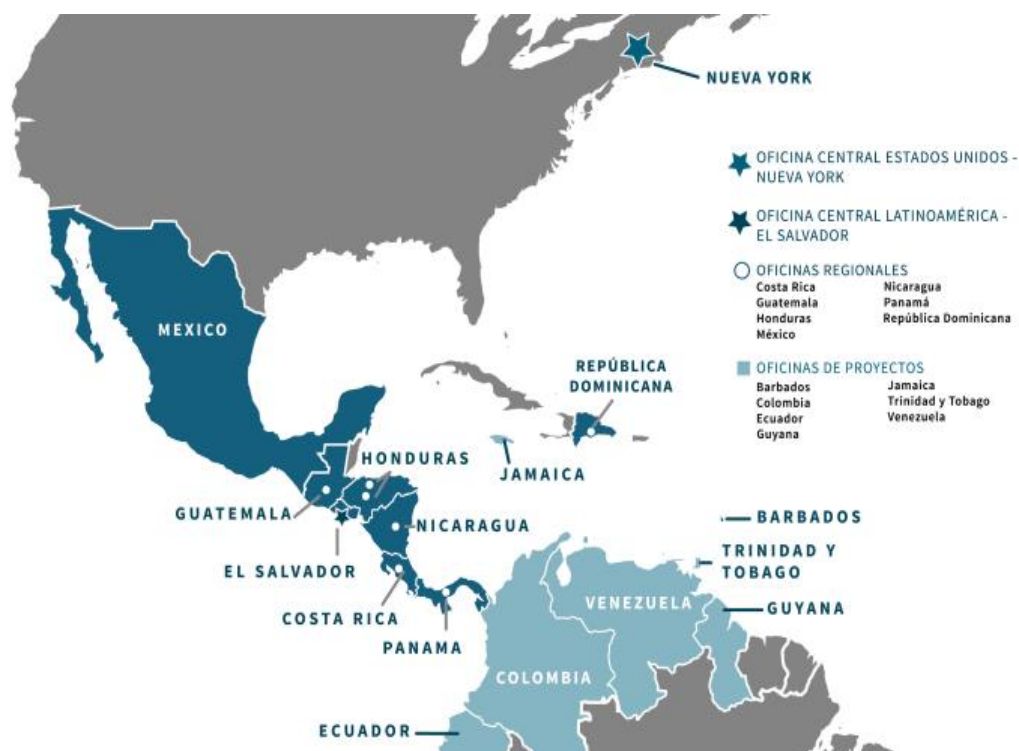 NUEVA YORK
OFICINA CENTRAL ESTADOS UNIDOS -
NUEVA YORK
OFICINA CENTRAL LATINOAMÉRICA -
EL SALVADOR
OFICINAS REGIONALES
Costa Rica
Guatemala
Honduras
México
Nicaragua
Panamá
República Dominicana
OFICINAS DE PROYECTOS
Barbados
Colombia
Ecuador
Guyana
Jamaica
Trinidad y Tobago
Venezuela
MEXICO
REPÚBLICA
DOMINICANA
HONDURAS
JAMAICA
GUATEMALA
NICARAGUA
BARBADOS
EL SALVADOR
TRINIDAD Y
TOBAGO
COSTA RICA
VENEZUELA
GUYANA
PANAMA
COLOMBIA
ECUADOR